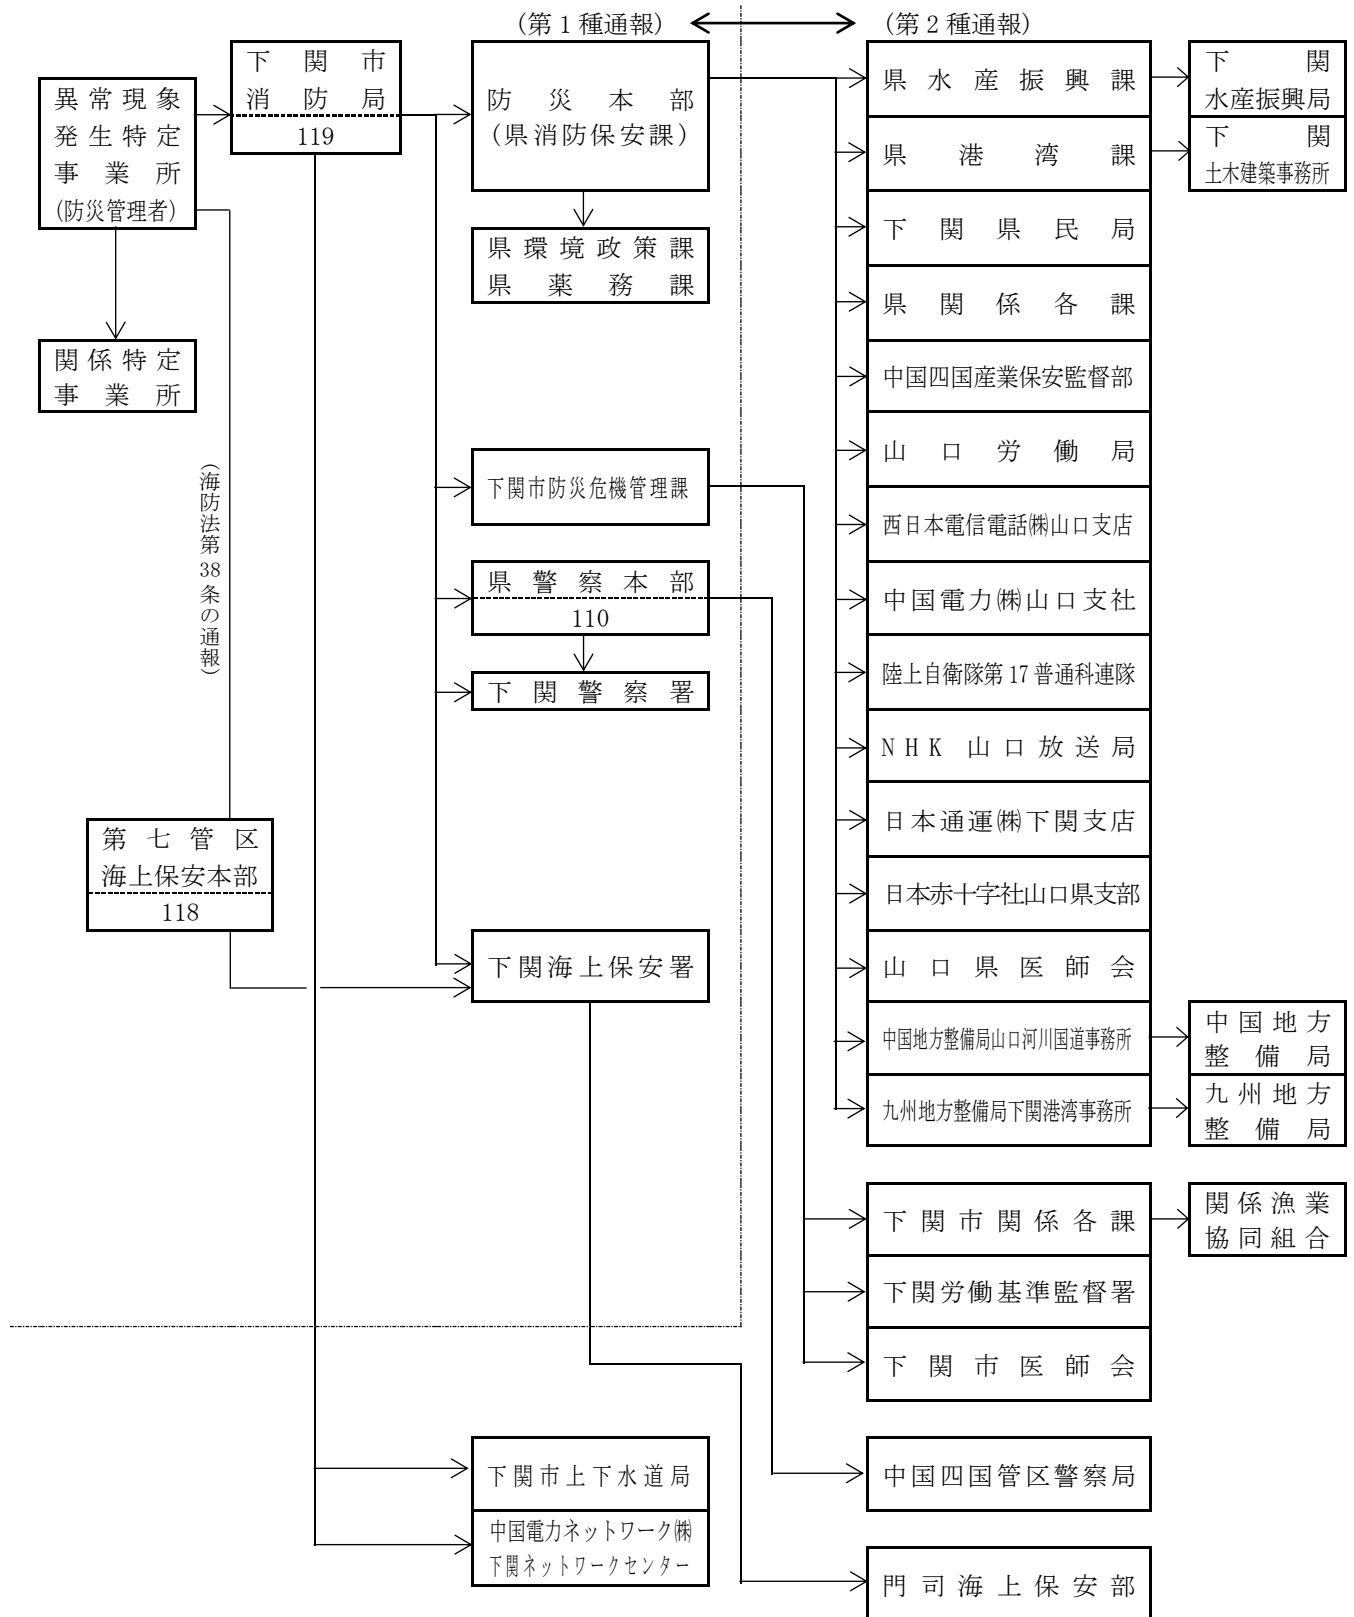 (第1種通報)
(第2種通報)
異常現象
発生特定
事業所
(防災管理者)
関係特定
事業所
(海防法第38条の通報)
第七管区
海上保安本部
118
下関市
消防局
119
防災本部
(県消防保安課)
県環境政策課
県薬務課
下関市防災危機管理課
県警察本部
110
下関警察署
下関海上保安署
下関市上下水道局
中国電力ネットワーク㈱
下関ネットワークセンター
県水産振興課
県港湾課
下関県民局
県関係各課
中国四国産業保安監督部
山口労働局
西日本電信電話㈱山口支店
中国電力㈱山口支社
陸上自衛隊第17普通科連隊
NHK 山口放送局
日本通運㈱下関支店
日本赤十字社山口県支部
山口県医師会
中国地方整備局山口河川国道事務所
九州地方整備局下関港湾事務所
下関市関係各課
下関労働基準監督署
下関市医師会
中国四国管区警察局
門司海上保安部
下関
水産振興局
下関
土木建築事務所
中国地方
整備局
九州地方
整備局
関係漁業
協同組合